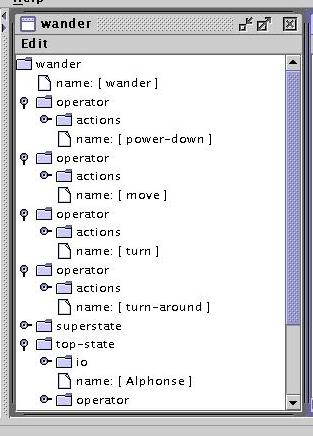 wander
Edit
wander
name: [ wander ]
operator
actions
name: [ power-down ]
operator
actions
name: [ move ]
operator
actions
name: [ turn ]
operator
actions
name: [ turn-around ]
superstate
top-state
io
name: [ Alphonse ]
operator